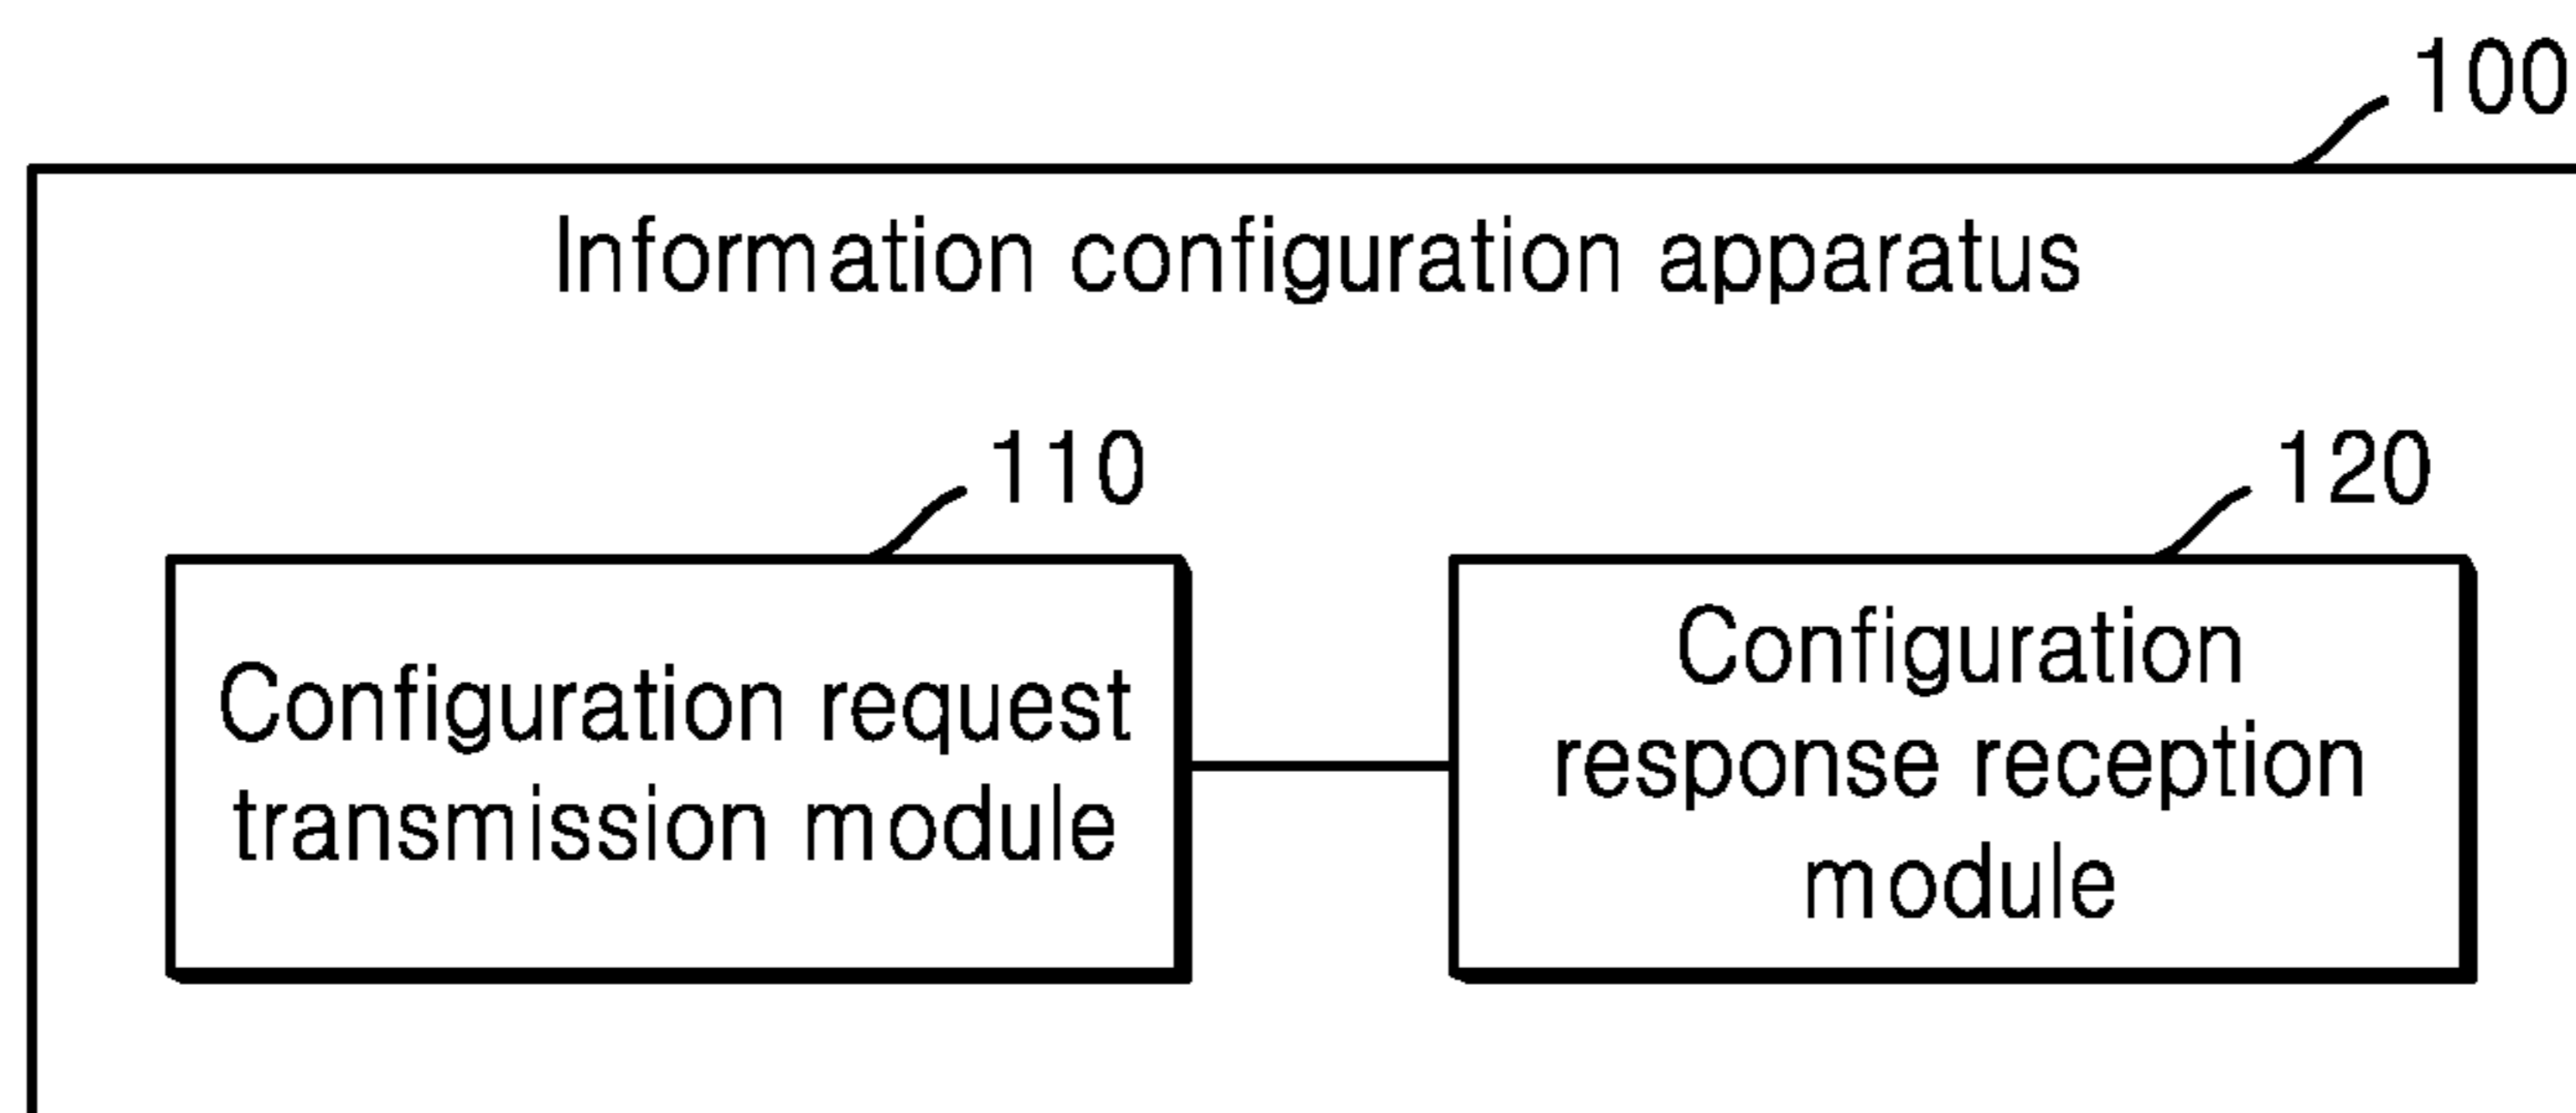 100
Information configuration apparatus
110
120
Configuration request
transmission module
Configuration
response reception
module